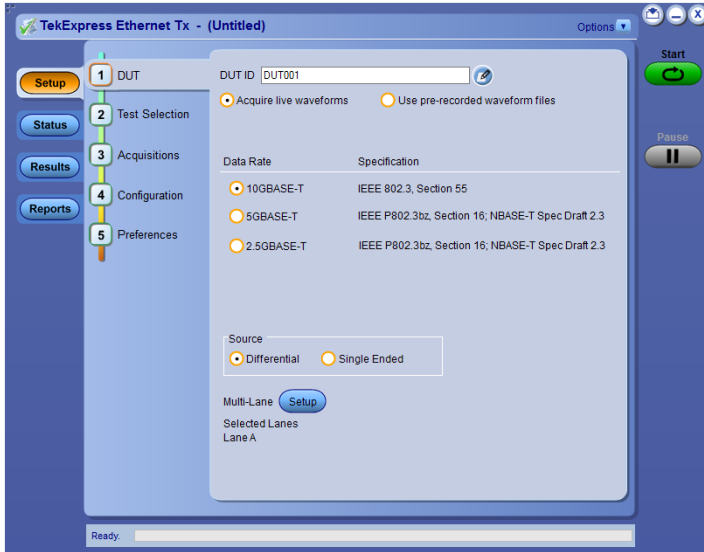 TekExpress Ethernet Tx - (Untitled)
Options
Start
Setup
Status
Results
Reports
Pause
1 DUT
2 Test Selection
3 Acquisitions
4 Configuration
5 Preferences
DUT ID DUT001
Acquire live waveforms Use pre-recorded waveform files
Data Rate Specification
10GBASE-T IEEE 802.3, Section 55
5GBASE-T IEEE P802.3bz, Section 16; NBASE-T Spec Draft 2.3
2.5GBASE-T IEEE P802.3bz, Section 16; NBASE-T Spec Draft 2.3
Source
Differential Single Ended
Multi-Lane Setup
Selected Lanes
Lane A
Ready.